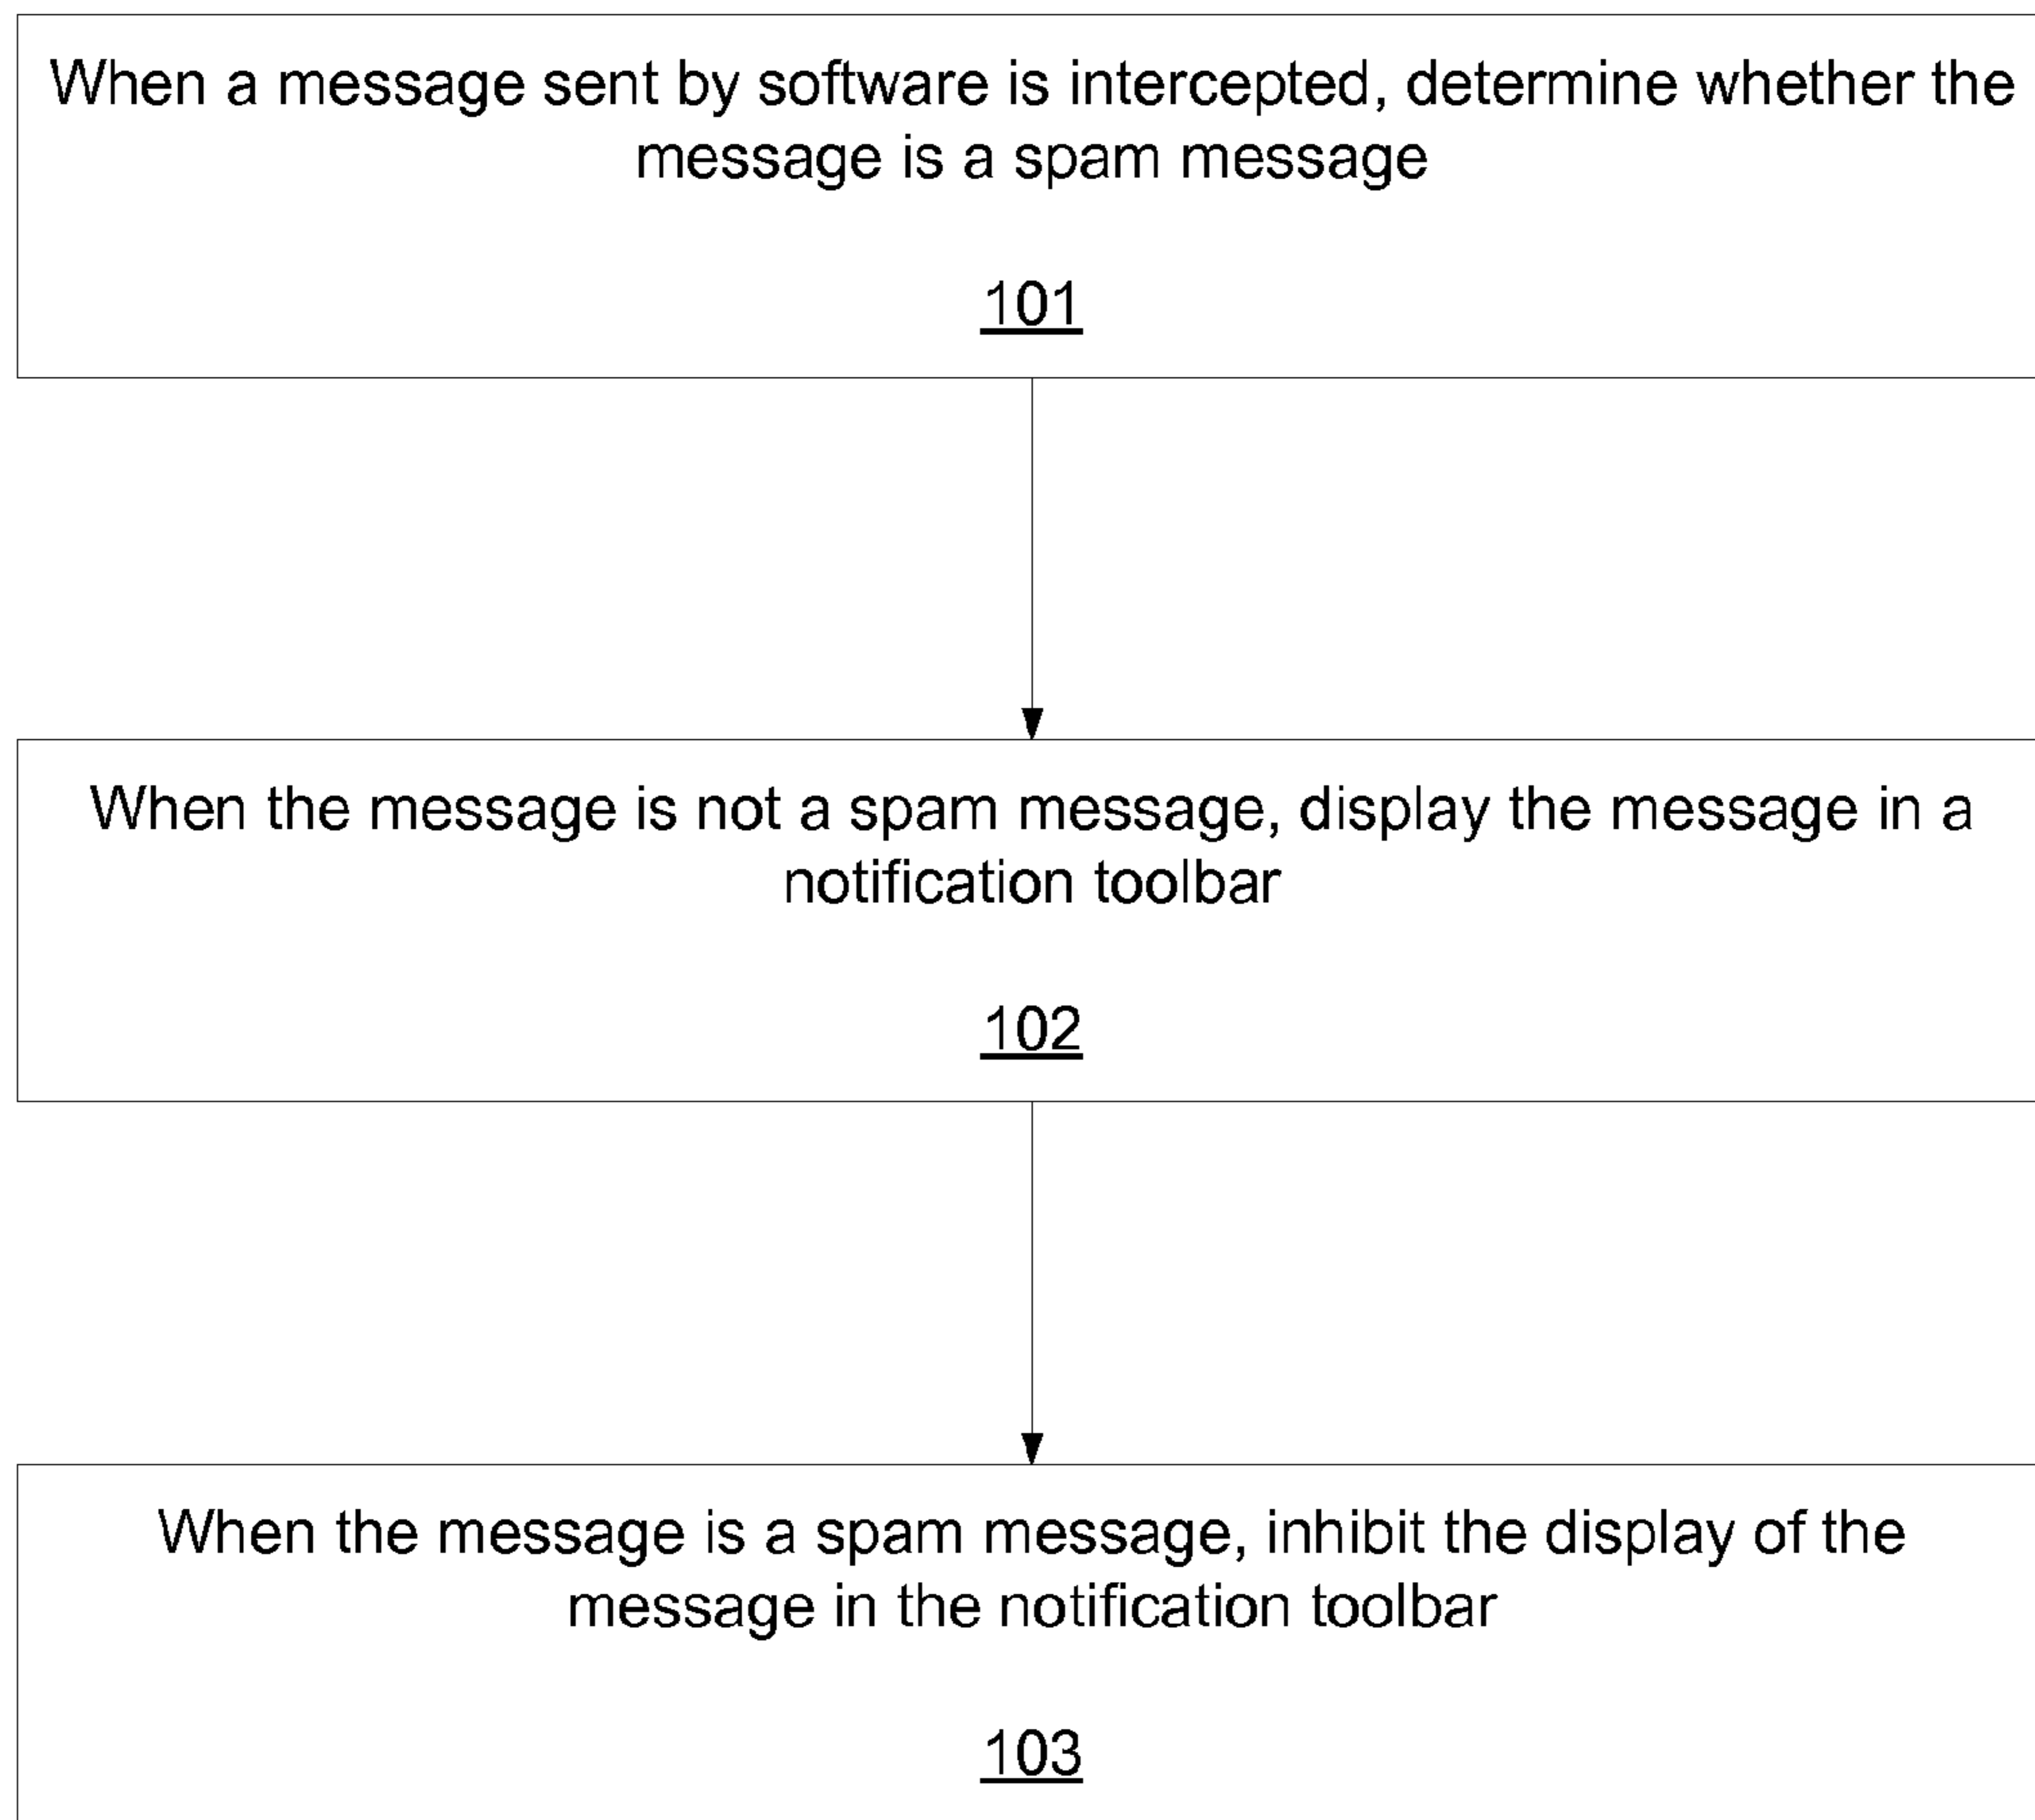 When a message sent by software is intercepted, determine whether the
message is a spam message
101
When the message is not a spam message, display the message in a
notification toolbar
102
When the message is a spam message, inhibit the display of the
message in the notification toolbar
103